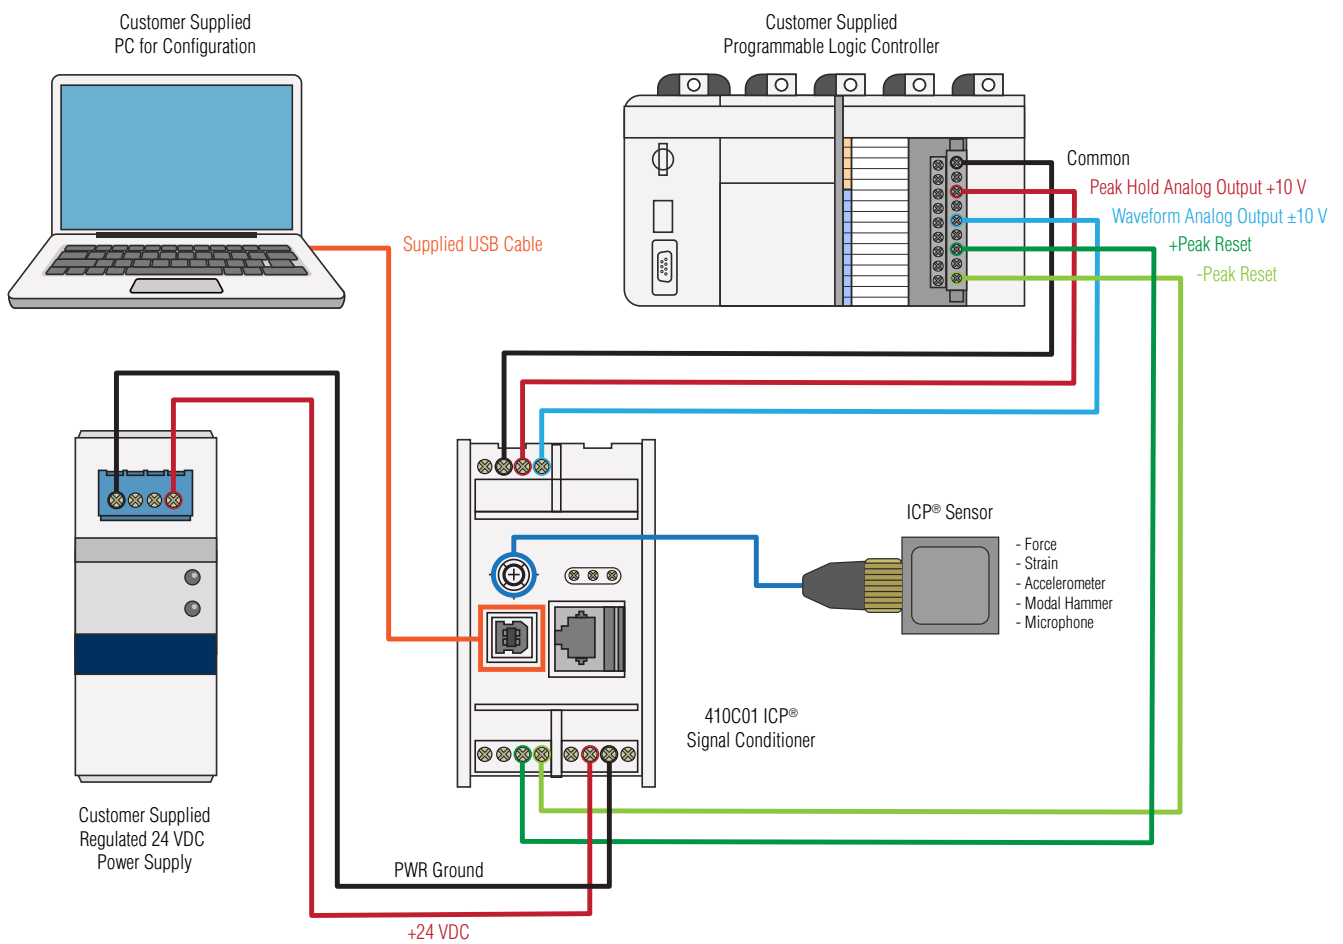 Customer Supplied
PC for Configuration
Customer Supplied
Programmable Logic Controller
Common
Peak Hold Analog Output +10 V
Waveform Analog Output ±10 V
+Peak Reset
-Peak Reset
Supplied USB Cable
ICP® Sensor
- Force
- Strain
- Accelerometer
- Modal Hammer
- Microphone
410C01 ICP®
Signal Conditioner
Customer Supplied
Regulated 24 VDC
Power Supply
PWR Ground
+24 VDC